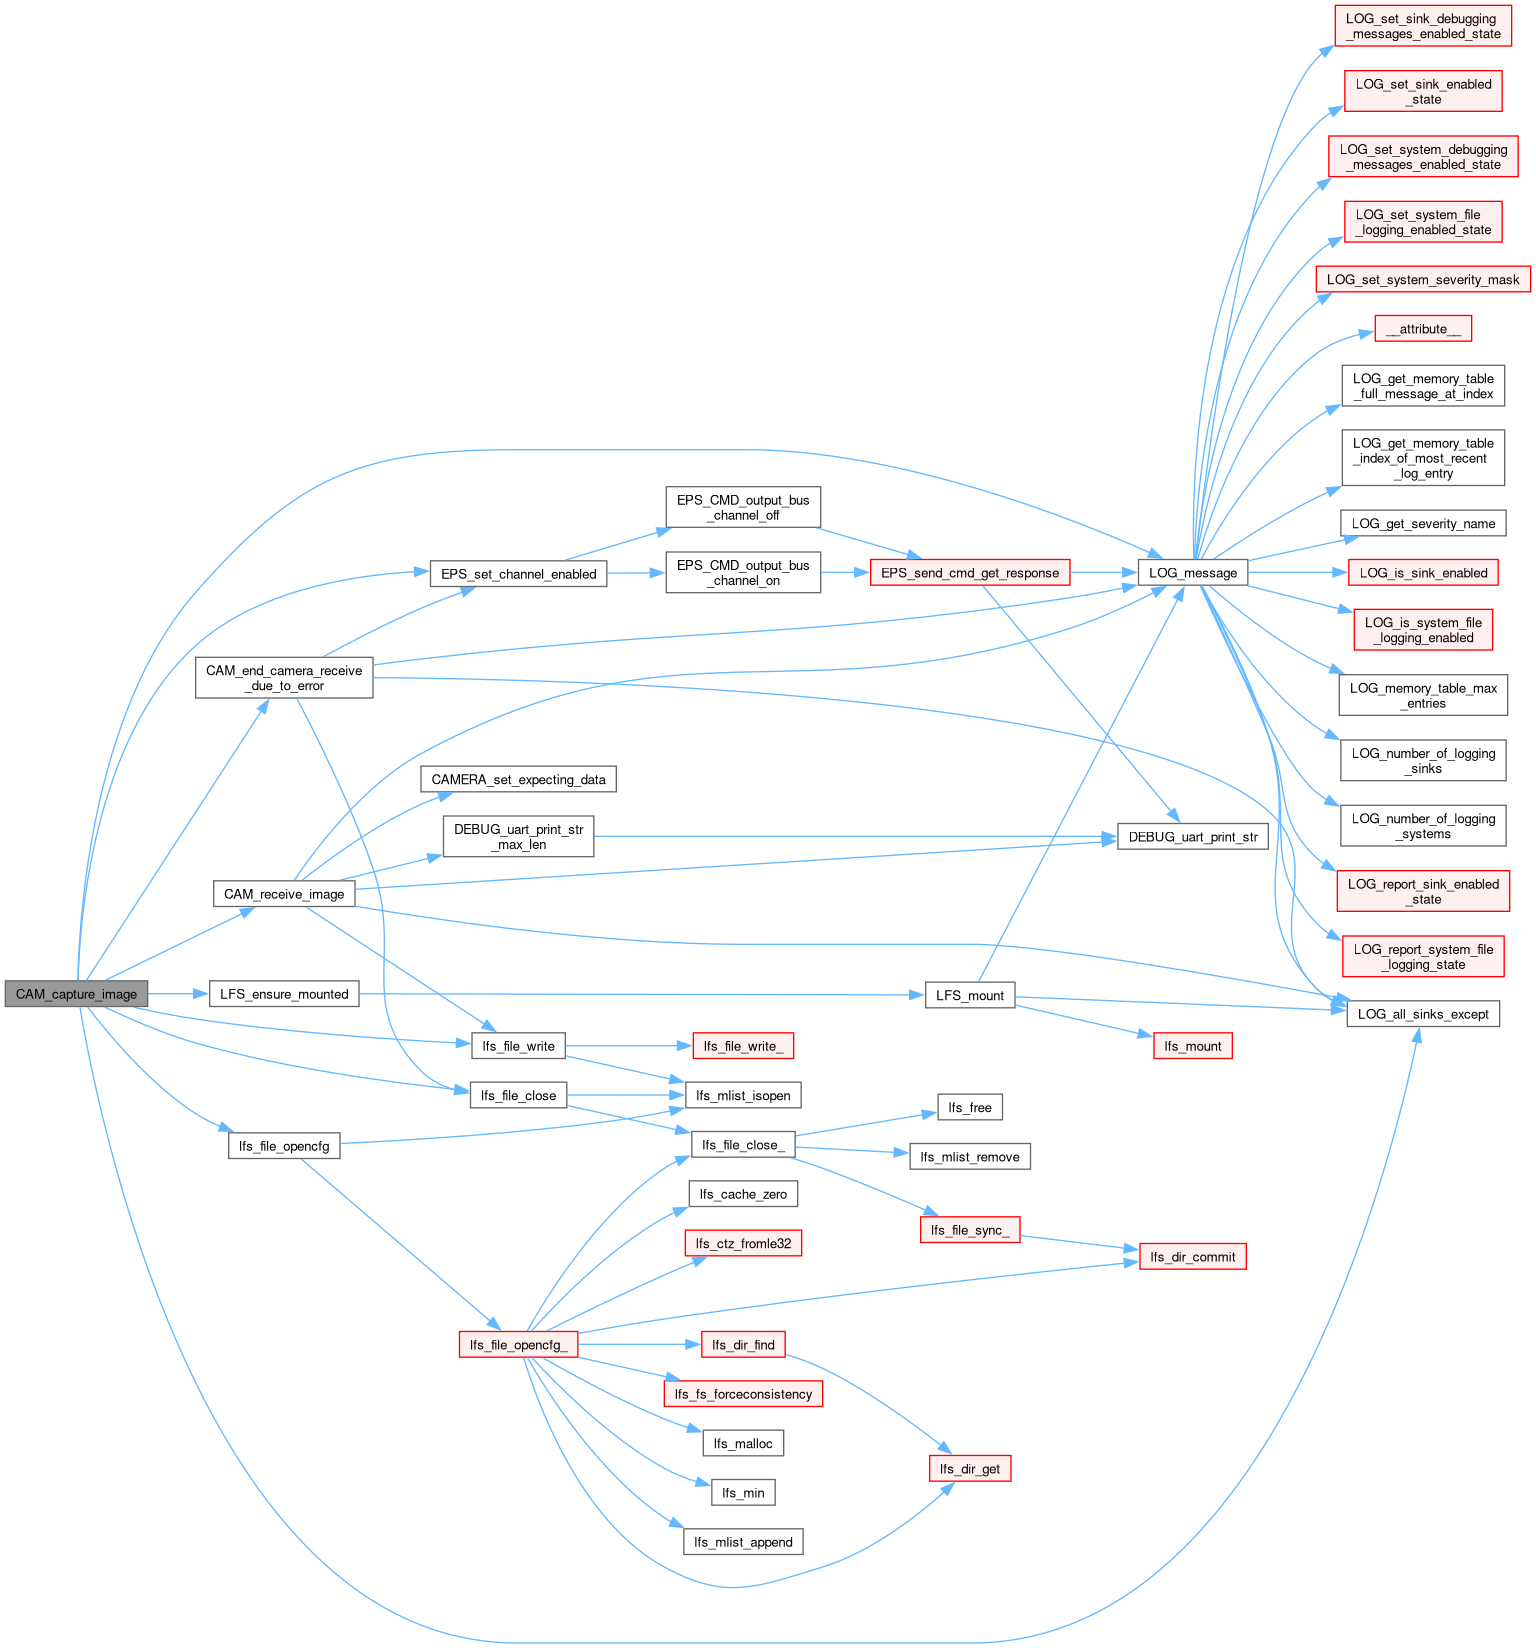 LOG_set_sink_debugging
_messages_enabled_state
LOG_set_sink_enabled
_state
LOG_set_system_debugging
_messages_enabled_state
LOG_set_system_file
_logging_enabled_state
LOG_set_system_severity_mask
__attribute__
LOG_get_memory_table
_full_message_at_index
LOG_get_memory_table
_index_of_most_recent
_log_entry
EPS_CMD_output_bus
_channel_off
LOG_get_severity_name
EPS_set_channel_enabled
EPS_CMD_output_bus
_channel_on
EPS_send_cmd_get_response
LOG_message
LOG_is_sink_enabled
LOG_is_system_file
_logging_enabled
CAM_end_camera_receive
_due_to_error
LOG_memory_table_max
_entries
LOG_number_of_logging
_sinks
CAMERA_set_expecting_data
LOG_number_of_logging
_systems
DEBUG_uart_print_str
_max_len
DEBUG_uart_print_str
CAM_receive_image
LOG_report_sink_enabled
_state
LOG_report_system_file
_logging_state
CAM_capture_image
LFS_ensure_mounted
LFS_mount
LOG_all_sinks_except
lfs_file_write
lfs_file_write_
lfs_mount
lfs_file_close
lfs_mlist_isopen
lfs_free
lfs_file_opencfg
lfs_file_close_
lfs_mlist_remove
lfs_cache_zero
lfs_file_sync_
lfs_ctz_fromle32
lfs_dir_commit
lfs_file_opencfg_
lfs_dir_find
lfs_fs_forceconsistency
lfs_malloc
lfs_dir_get
lfs_min
lfs_mlist_append